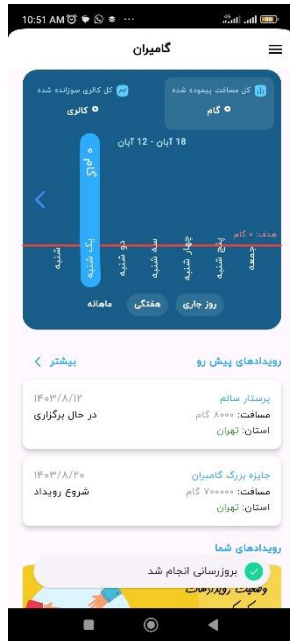 10:51 AM
گامیران
کل مسافت پیموده شده
۰ گام
کل کالری سوزانده شده
۰ کالری
18 آبان - 12 آبان
۰ گام
هدف: ۰ گام
شنبه
یک شنبه
دو شنبه
سه شنبه
چهار شنبه
پنج شنبه
جمعه
روز جاری
هفتگی
ماهانه
رویدادهای پیش رو
بیشتر
پرستار سالم
۱۴۰۳/۸/۱۲
مسافت: ۸۰۰۰ گام
در حال برگزاری
استان: تهران
جایزه بزرگ گامیران
۱۴۰۳/۸/۲۰
مسافت: ۷۰۰۰۰۰ گام
شروع رویداد
استان: تهران
رویدادهای شما
بروزرسانی انجام شد